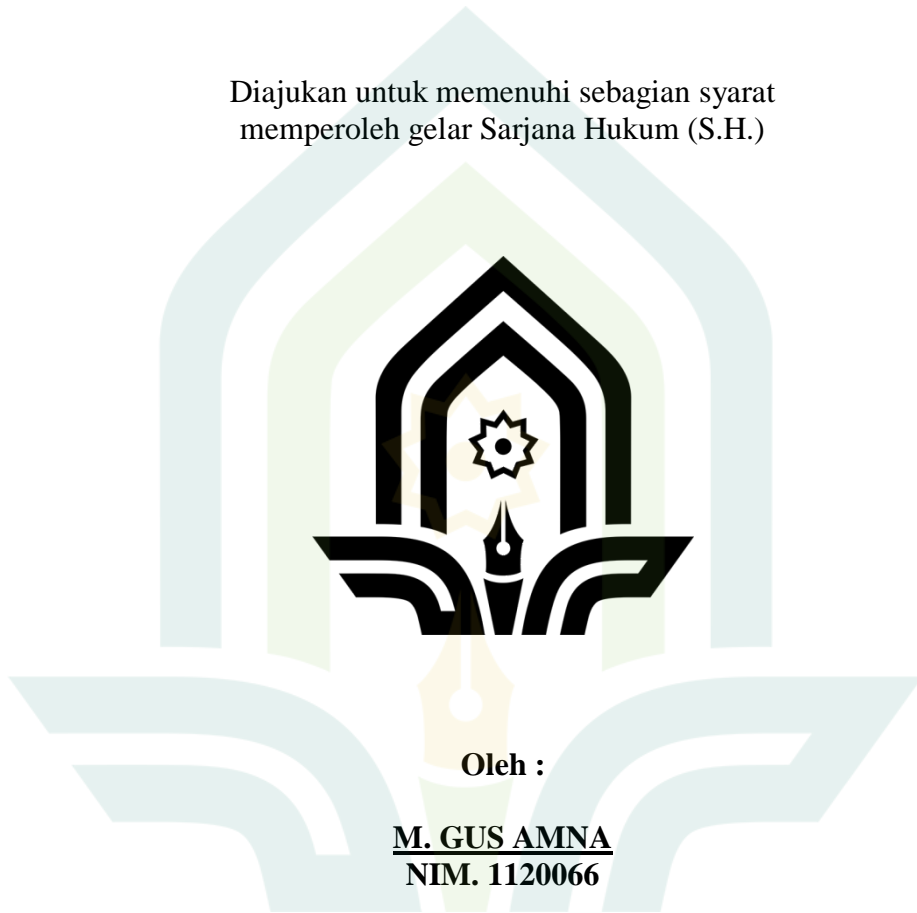 Diajukan untuk memenuhi sebagian syarat
memperoleh gelar Sarjana Hukum (S.H.)
Oleh :
M. GUS AMNA
NIM. 1120066